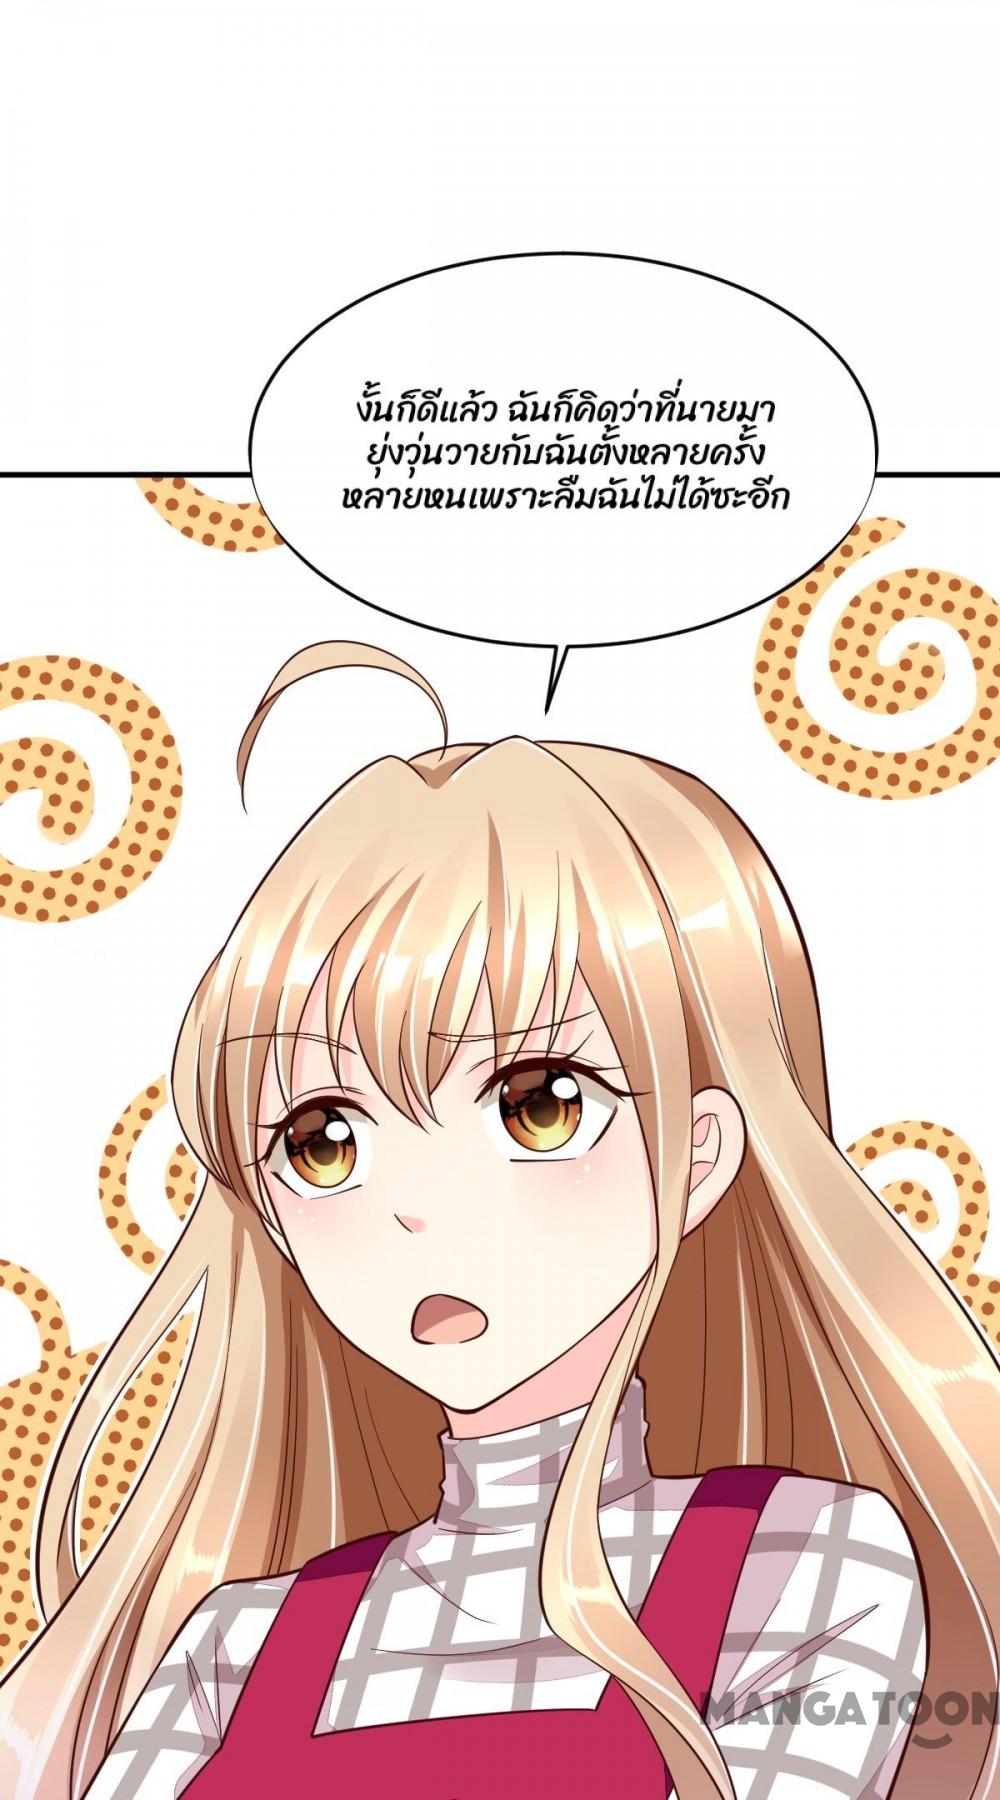 งั้นก็ดีแล้ว ฉันก็คิดว่าที่นายมา
ยุ่งวุ่นวายกับฉันตั้งหลายครั้ง
หลายหนเพราะลืมฉันไม่ได้ซะอีก
MANGATOON